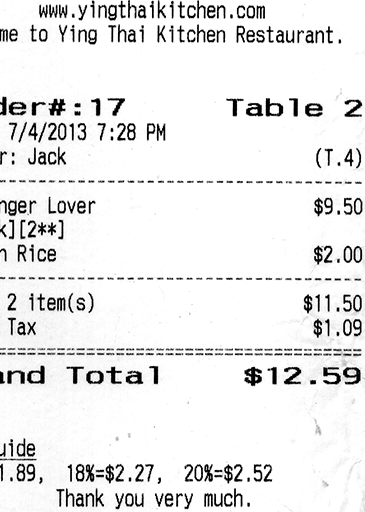 www.yingthaikitchen.com
me to Ying Thai Kitchen Restaurant.
der#:17 Table 2
7/4/2013 7:28 PM
r: Jack (T.4)
nger Lover $9.50
k][2**]
n Rice $2.00
2 item(s) $11.50
Tax $1.09
and Total $12.59
uide
1.89, 18%=$2.27, 20%=$2.52
Thank you very much.